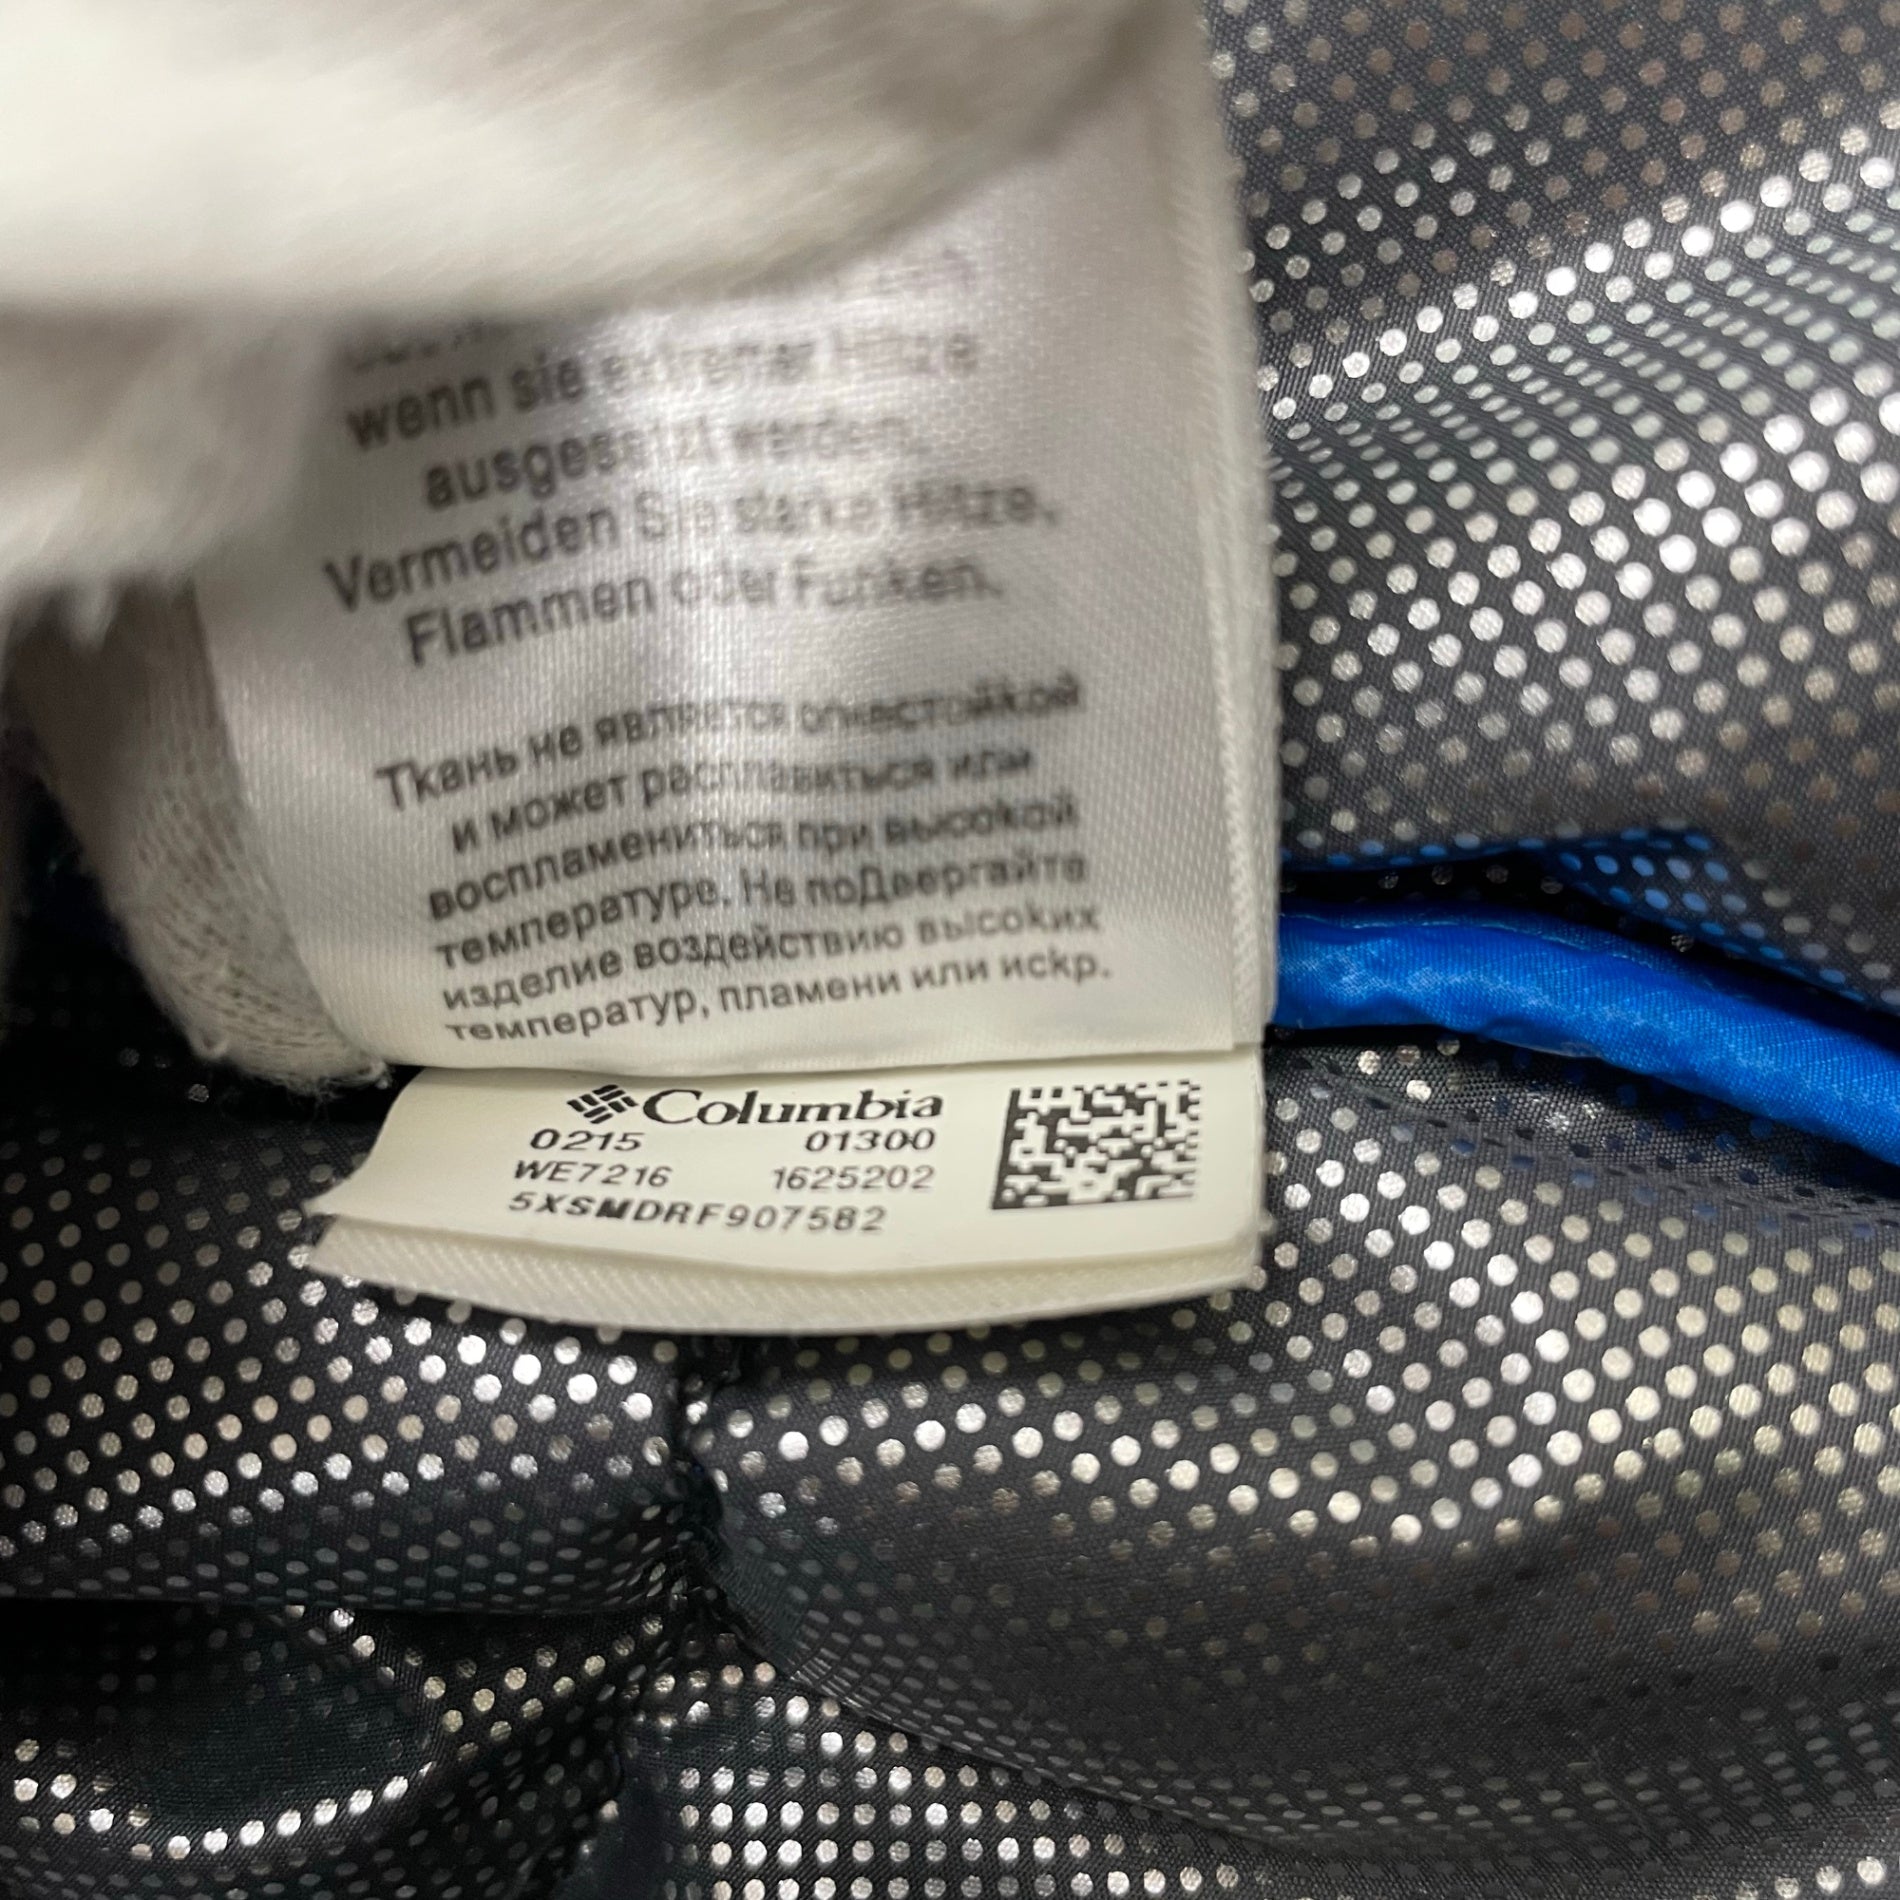 wenn sie extremer Hitze
ausgesetzt werden.
Vermeiden Sie starke Hitze,
Flammen oder Funken.
Ткань не является огнестойкой
и может расплавиться или
воспламениться при высокой
температуре. Не подвергайте
изделие воздействию высоких
температур, пламени или искр.
Columbia
0215 01300
WE7216 1625202
5XSMDRF907582